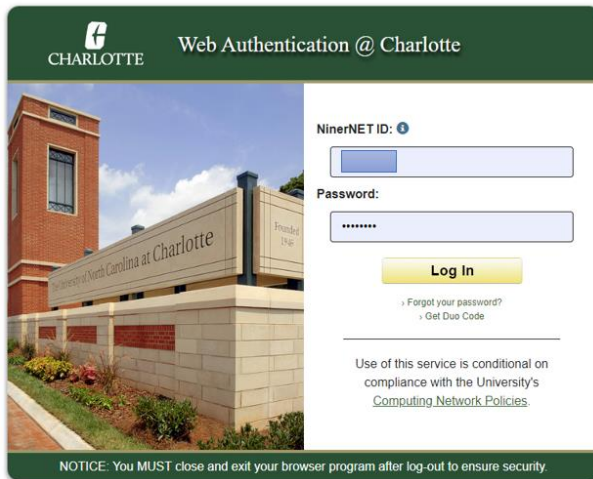 CHARLOTTE
Web Authentication @ Charlotte
The University of North Carolina at Charlotte
Founded
1946
NinerNET ID:
Password:
Log In
› Forgot your password?
› Get Duo Code
Use of this service is conditional on
compliance with the University's
Computing Network Policies.
NOTICE: You MUST close and exit your browser program after log-out to ensure security.